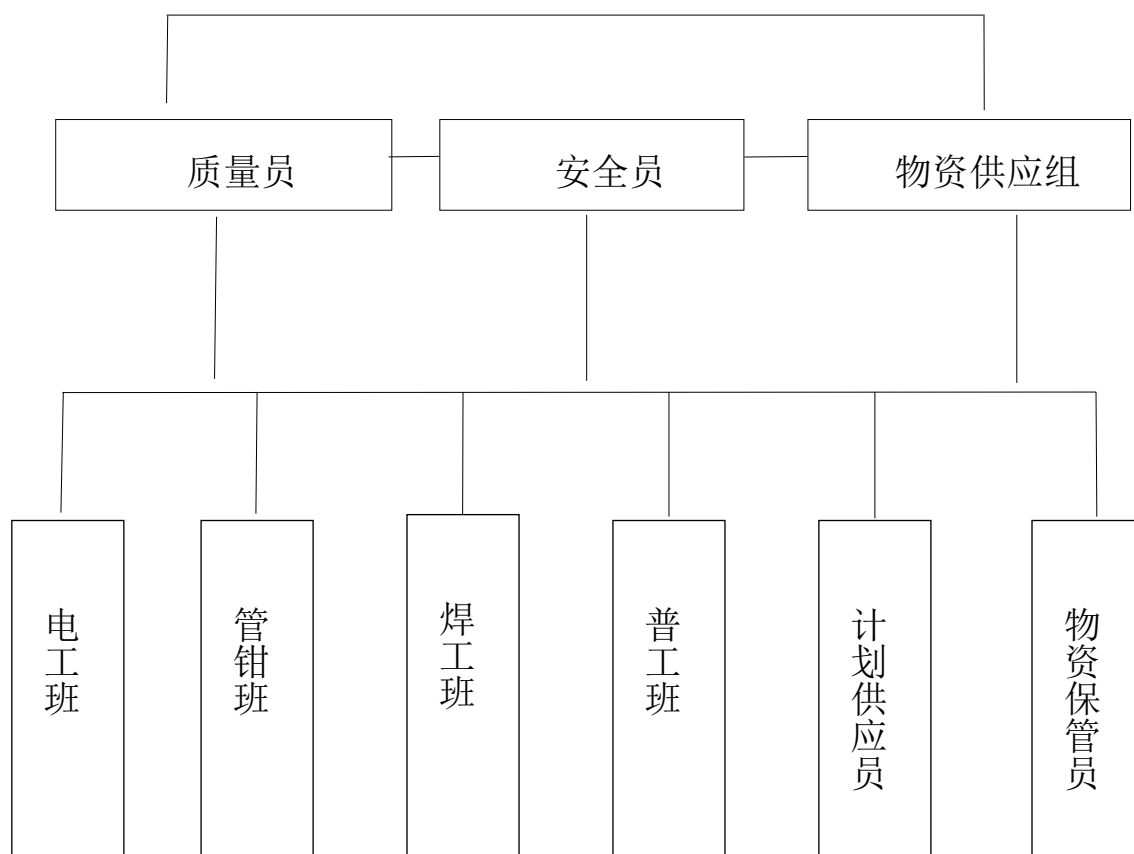 质量员
安全员
物资供应组
电工班
管钳班
焊工班
普工班
计划供应员
物资保管员